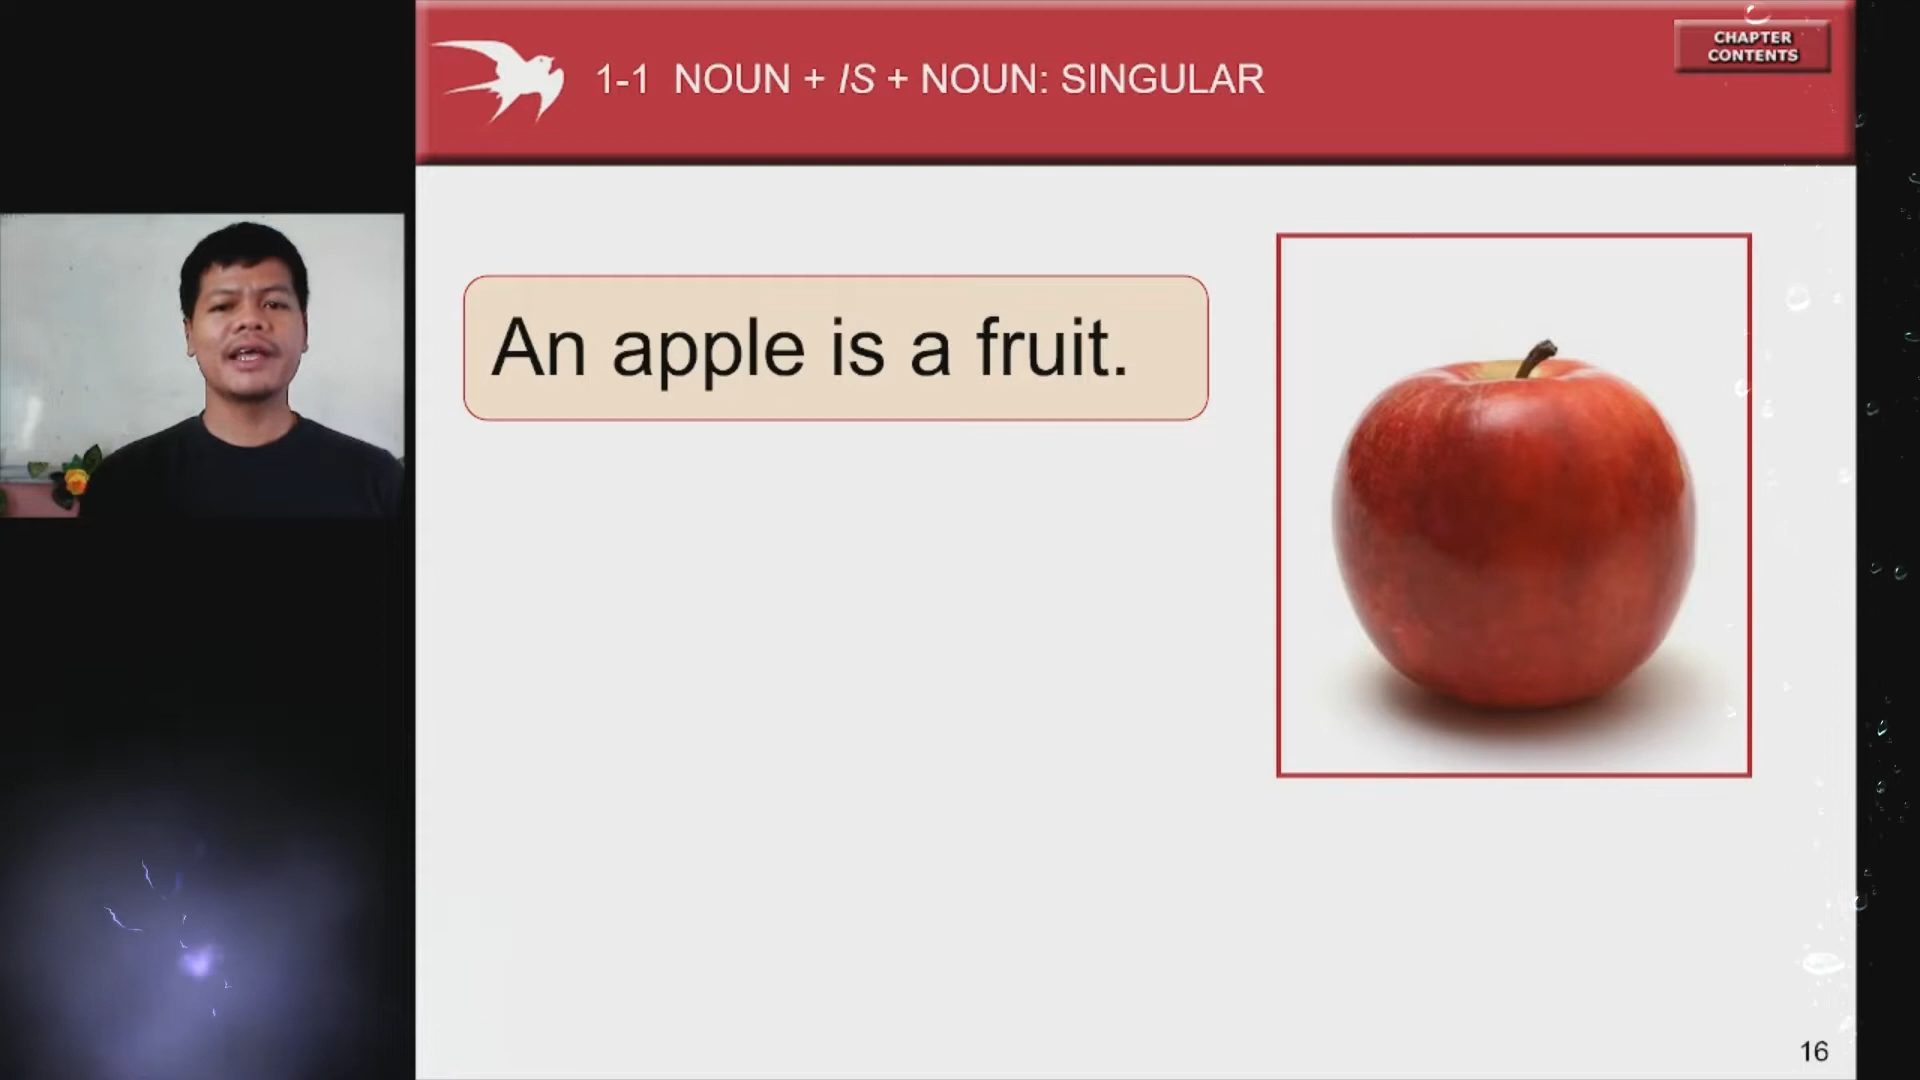 1-1 NOUN + IS + NOUN: SINGULAR
CHAPTER
CONTENTS
An apple is a fruit.
16